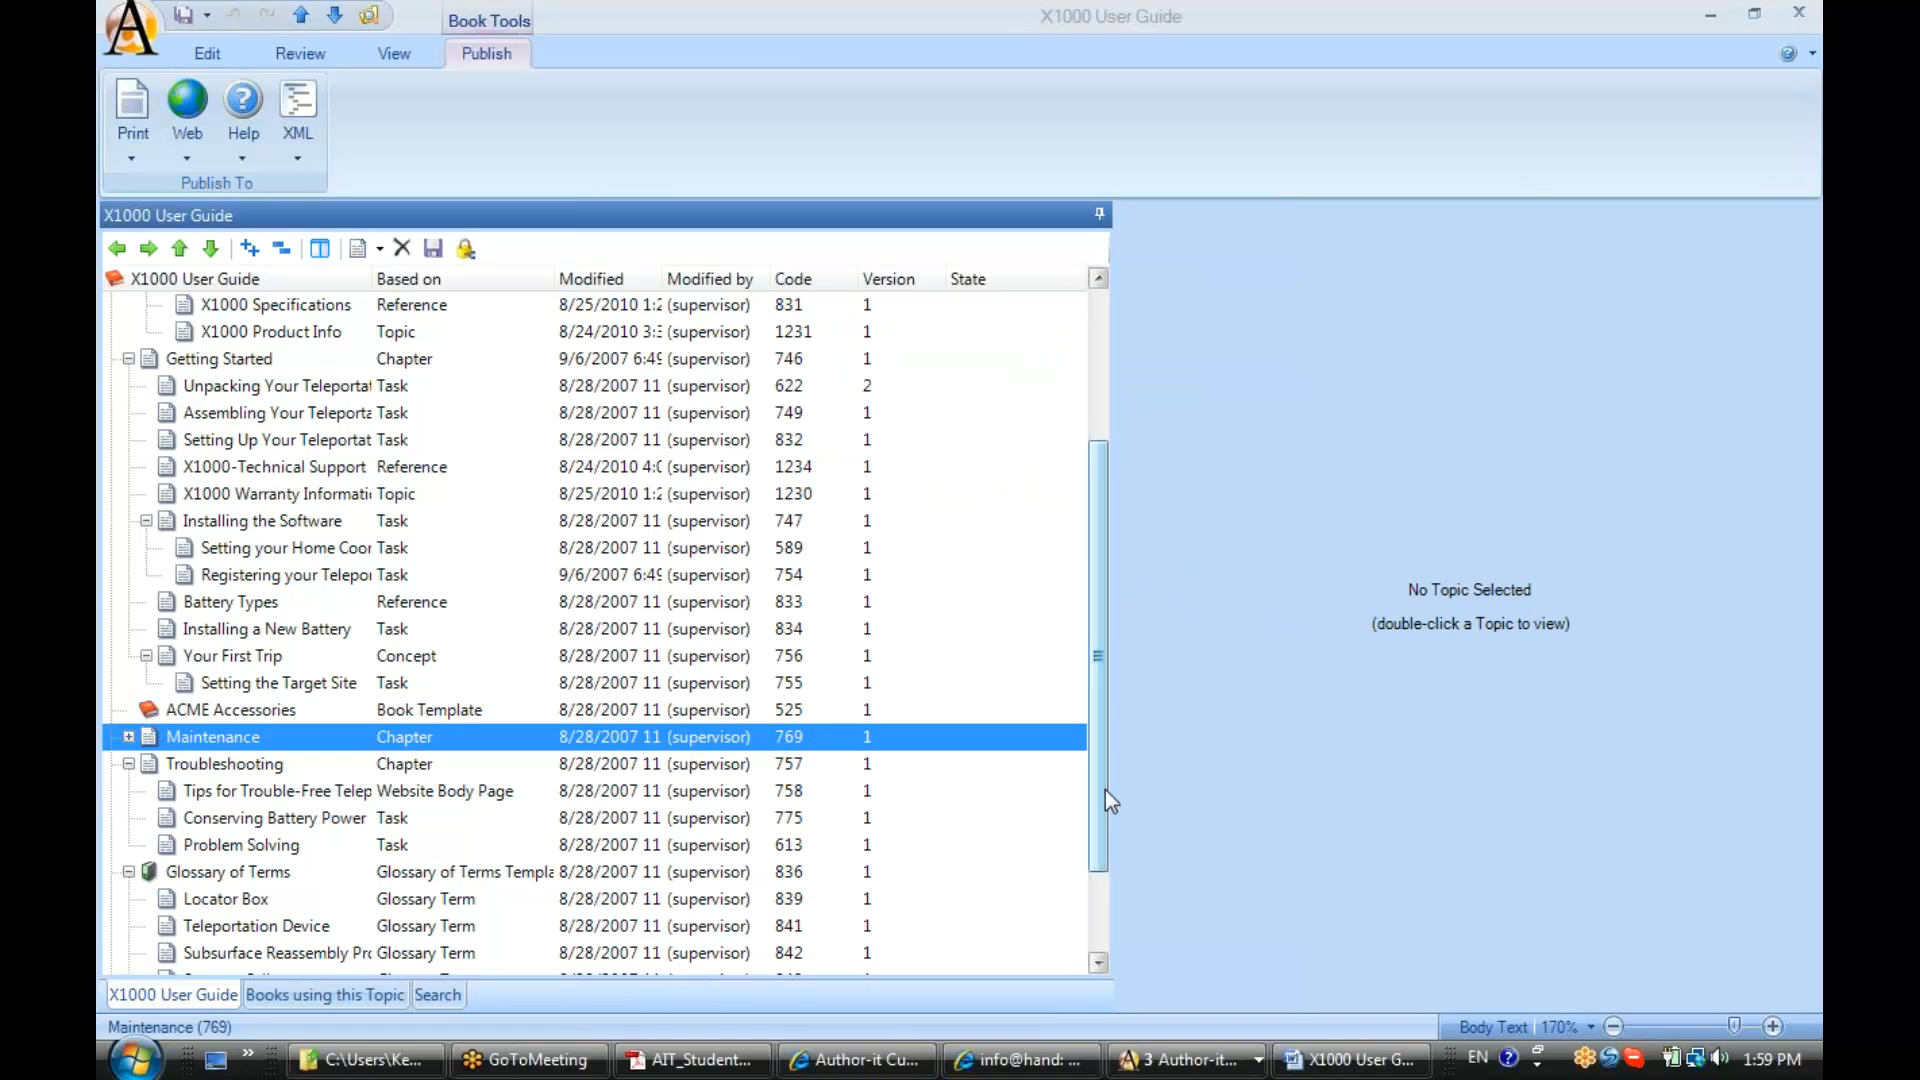 Book Tools
X1000 User Guide
Edit Review View Publish
Print Web Help XML
Publish To
X1000 User Guide
X1000 User Guide Based on Modified Modified by Code Version State
X1000 Specifications Reference 8/25/2010 1:2 (supervisor) 831 1
X1000 Product Info Topic 8/24/2010 3:3 (supervisor) 1231 1
Getting Started Chapter 9/6/2007 6:49 (supervisor) 746 1
Unpacking Your Teleportat Task 8/28/2007 11 (supervisor) 622 2
Assembling Your Teleporta Task 8/28/2007 11 (supervisor) 749 1
Setting Up Your Teleportat Task 8/28/2007 11 (supervisor) 832 1
X1000-Technical Support Reference 8/24/2010 4:0 (supervisor) 1234 1
X1000 Warranty Informati Topic 8/25/2010 1:2 (supervisor) 1230 1
Installing the Software Task 8/28/2007 11 (supervisor) 747 1
Setting your Home Coor Task 8/28/2007 11 (supervisor) 589 1
Registering your Telepor Task 9/6/2007 6:49 (supervisor) 754 1
Battery Types Reference 8/28/2007 11 (supervisor) 833 1
Installing a New Battery Task 8/28/2007 11 (supervisor) 834 1
Your First Trip Concept 8/28/2007 11 (supervisor) 756 1
Setting the Target Site Task 8/28/2007 11 (supervisor) 755 1
ACME Accessories Book Template 8/28/2007 11 (supervisor) 525 1
Maintenance Chapter 8/28/2007 11 (supervisor) 769 1
Troubleshooting Chapter 8/28/2007 11 (supervisor) 757 1
Tips for Trouble-Free Telep Website Body Page 8/28/2007 11 (supervisor) 758 1
Conserving Battery Power Task 8/28/2007 11 (supervisor) 775 1
Problem Solving Task 8/28/2007 11 (supervisor) 613 1
Glossary of Terms Glossary of Terms Templa 8/28/2007 11 (supervisor) 836 1
Locator Box Glossary Term 8/28/2007 11 (supervisor) 839 1
Teleportation Device Glossary Term 8/28/2007 11 (supervisor) 841 1
Subsurface Reassembly Pro Glossary Term 8/28/2007 11 (supervisor) 842 1
No Topic Selected
(double-click a Topic to view)
X1000 User Guide Books using this Topic Search
Maintenance (769) Body Text 170%
C:\Users\Ke... GoToMeeting AIT_Student... Author-it Cu... info@hand: ... 3 Author-it... X1000 User G... EN 1:59 PM